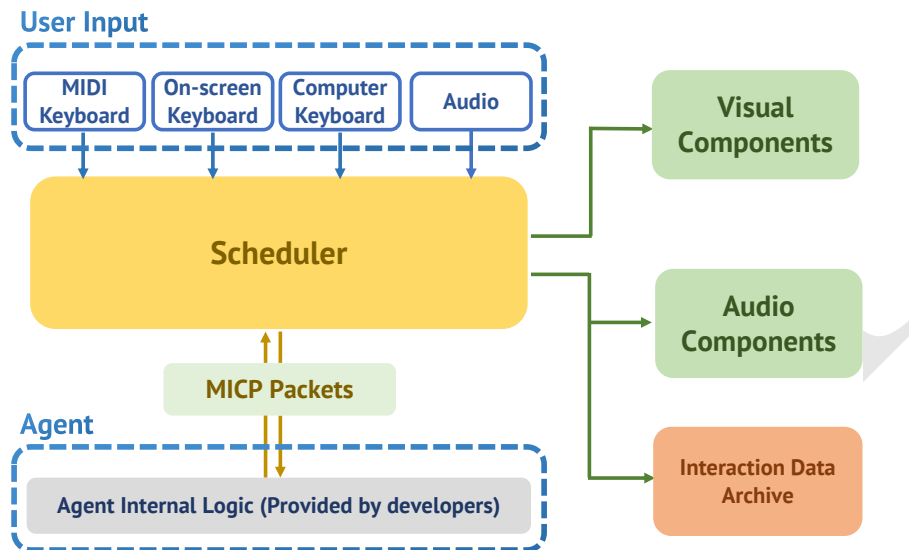 User Input
MIDI
Keyboard
On-screen
Keyboard
Computer
Keyboard
Audio
Visual
Components
Scheduler
Audio
Components
MICP Packets
Agent
Agent Internal Logic (Provided by developers)
Interaction Data
Archive